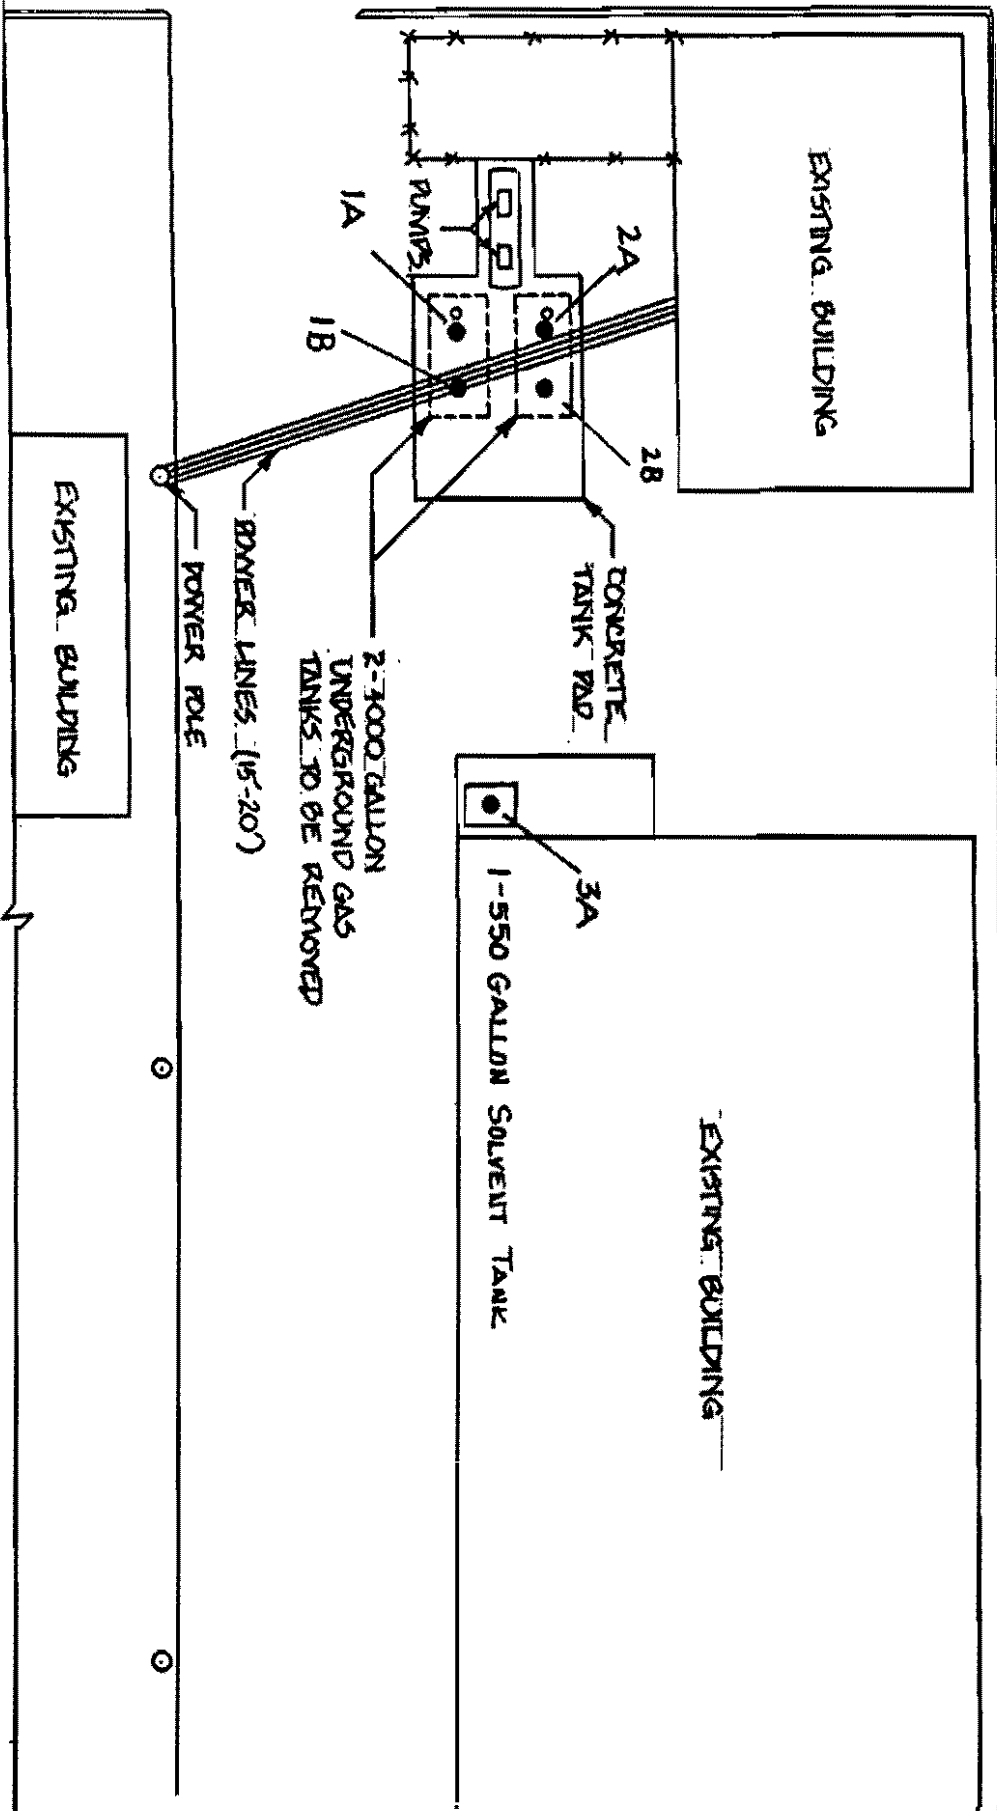 EXISTING BUILDING
2A
PUMPS
1A
1B
2B
CONCRETE
TANK PAD
2-4000 GALLON
UNDERGROUND GAS
TANKS TO BE REMOVED
POWER LINES (15'-20')
POWER POLE
EXISTING BUILDING
3A
1-550 GALLON SOLVENT TANK
EXISTING BUILDING